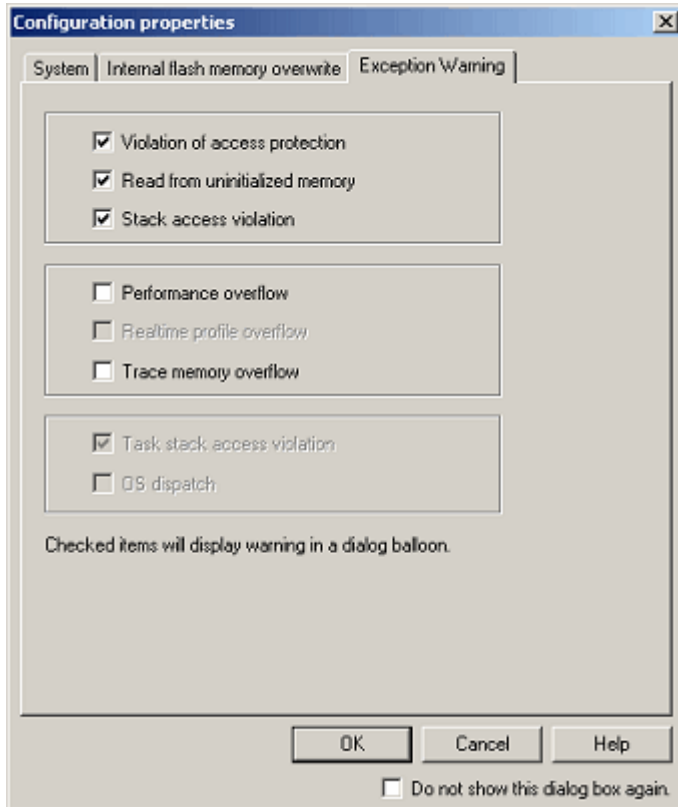 Configuration properties
System
Internal flash memory overwrite
Exception Warning
Violation of access protection
Read from uninitialized memory
Stack access violation
Performance overflow
Realtime profile overflow
Trace memory overflow
Task stack access violation
OS dispatch
Checked items will display warning in a dialog balloon.
OK
Cancel
Help
Do not show this dialog box again.